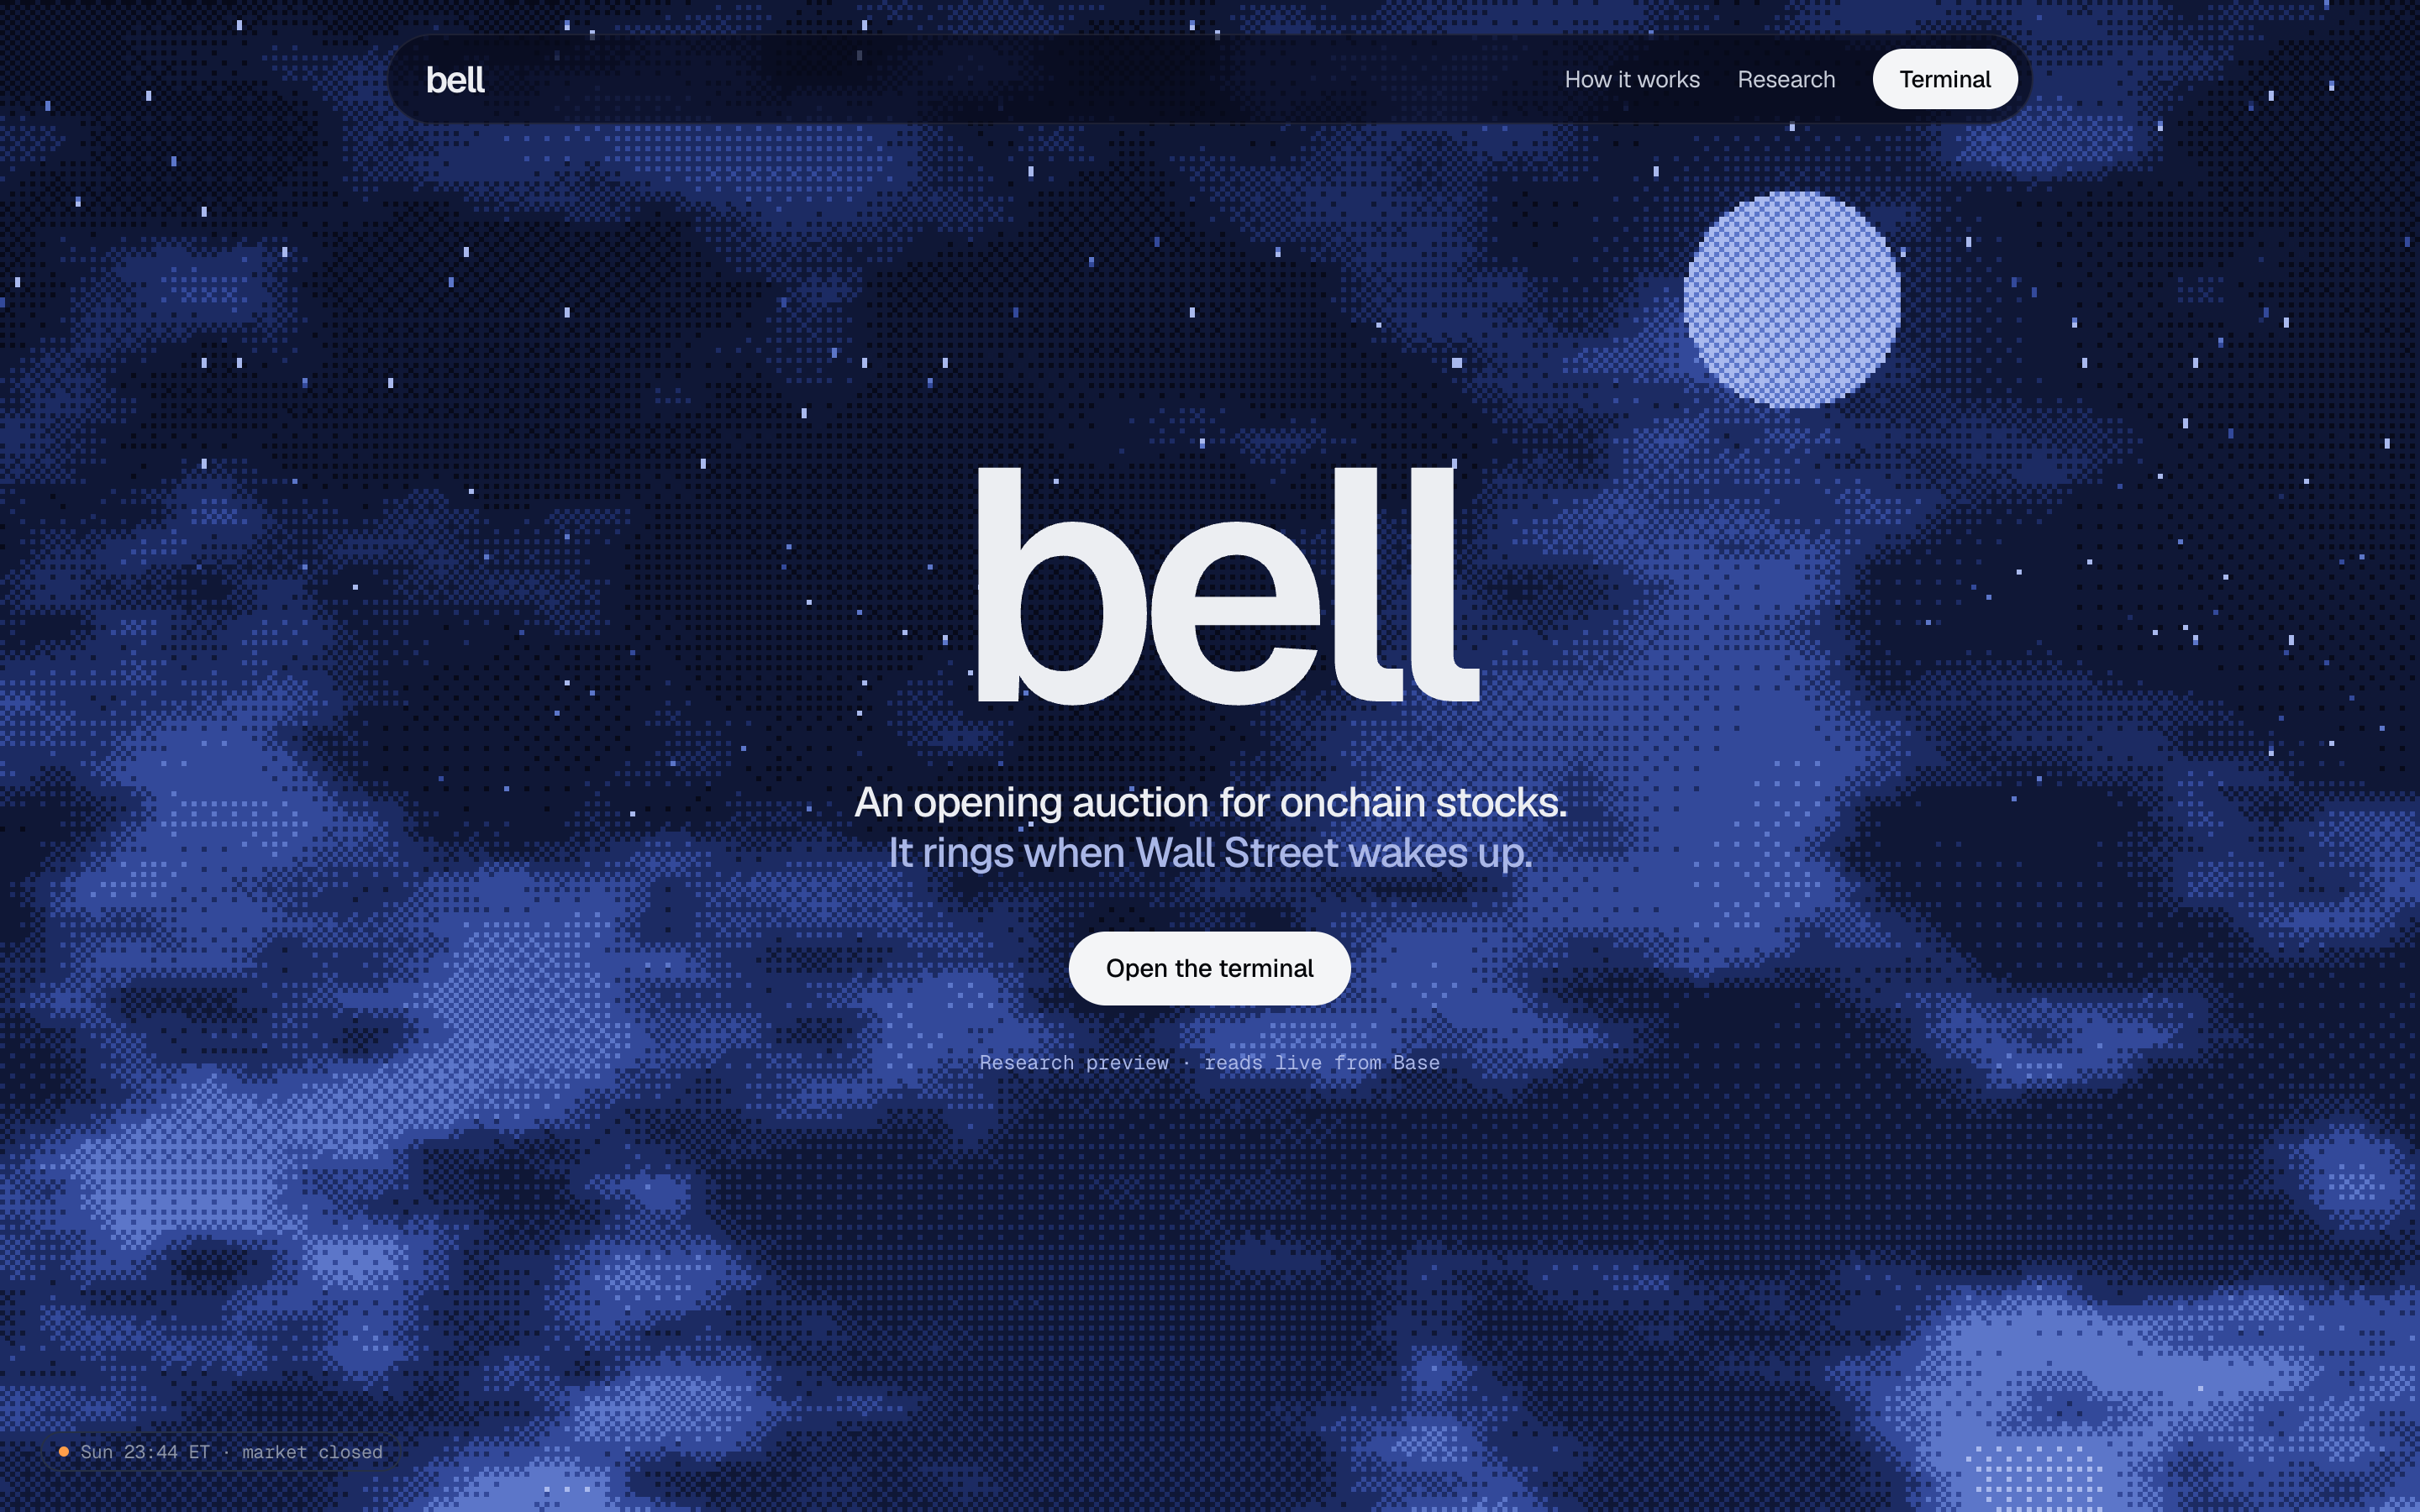 bell
How it works
Research
Terminal
bell
An opening auction for onchain stocks.
It rings when Wall Street wakes up.
Open the terminal
Research preview · reads live from Base
Sun 23:44 ET · market closed